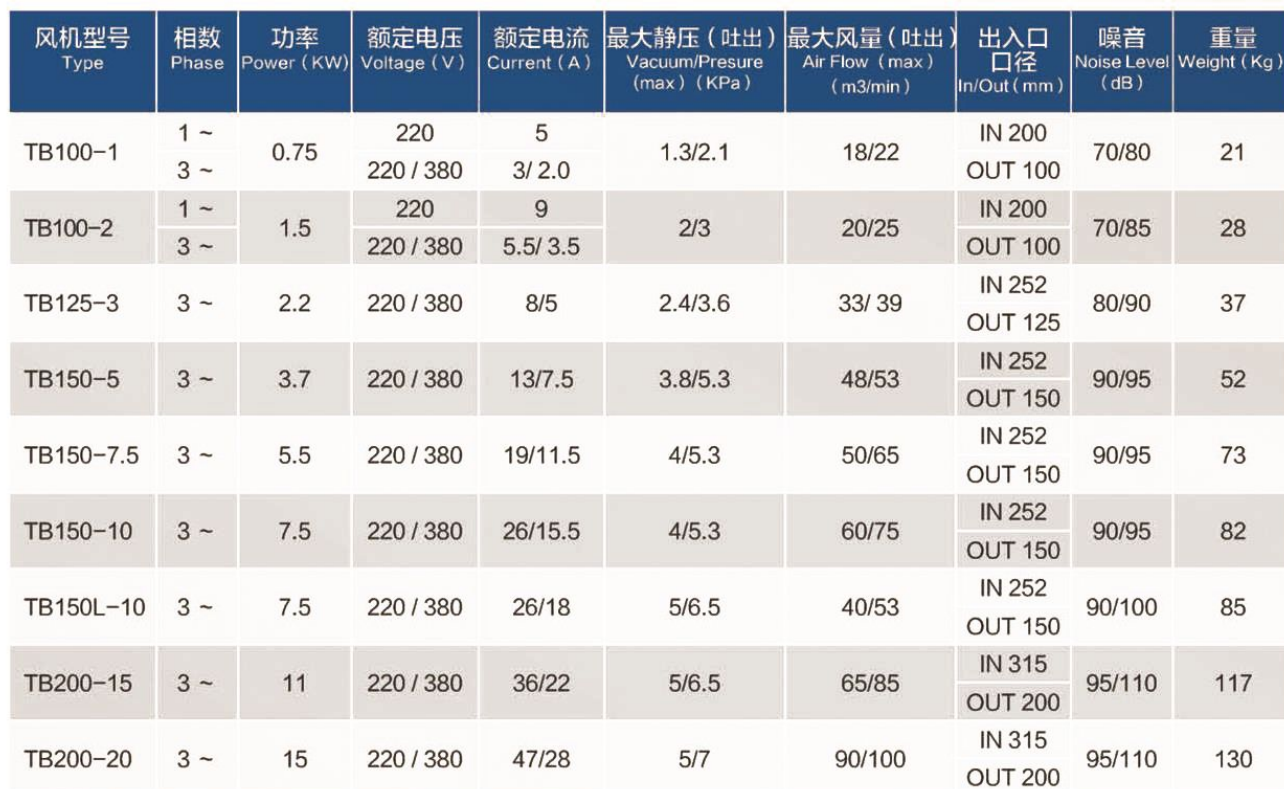 风机型号 相数 功率 额定电压 额定电流 最大静压（吐出） 最大风量（吐出） 出入口 噪音 重量
Type Phase Power（KW） Voltage（V） Current（A） Vacuum/Presure Air Flow（max） 口径 Noise Level Weight（Kg）
（max）（KPa） （m3/min） In/Out（mm） （dB）
1 ~ 220 5 IN 200
TB100-1 0.75 1.3/2.1 18/22 70/80 21
3 ~ 220 / 380 3/ 2.0 OUT 100
1 ~ 220 9 IN 200
TB100-2 1.5 2/3 20/25 70/85 28
3 ~ 220 / 380 5.5/ 3.5 OUT 100
IN 252
TB125-3 3 ~ 2.2 220 / 380 8/5 2.4/3.6 33/ 39 80/90 37
OUT 125
IN 252
TB150-5 3 ~ 3.7 220 / 380 13/7.5 3.8/5.3 48/53 90/95 52
OUT 150
IN 252
TB150-7.5 3 ~ 5.5 220 / 380 19/11.5 4/5.3 50/65 90/95 73
OUT 150
IN 252
TB150-10 3 ~ 7.5 220 / 380 26/15.5 4/5.3 60/75 90/95 82
OUT 150
IN 252
TB150L-10 3 ~ 7.5 220 / 380 26/18 5/6.5 40/53 90/100 85
OUT 150
IN 315
TB200-15 3 ~ 11 220 / 380 36/22 5/6.5 65/85 95/110 117
OUT 200
IN 315
TB200-20 3 ~ 15 220 / 380 47/28 5/7 90/100 95/110 130
OUT 200